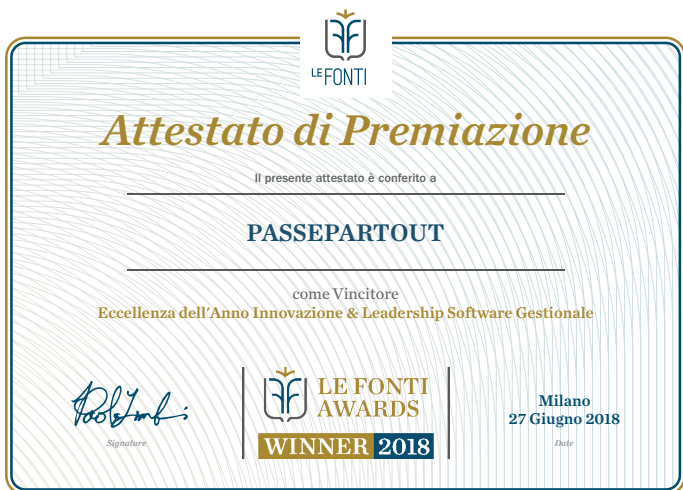 LE FONTI
Attestato di Premiazione
Il presente attestato è conferito a
PASSEPARTOUT
come Vincitore
Eccellenza dell'Anno Innovazione & Leadership Software Gestionale
LE FONTI
AWARDS
WINNER 2018
Signature
Milano
27 Giugno 2018
Date